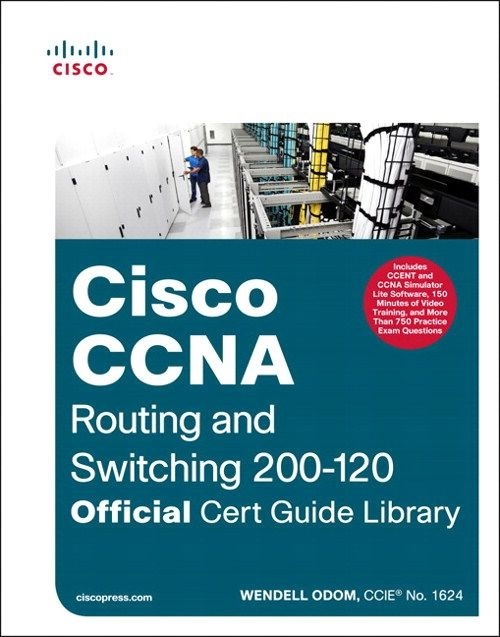 CISCO
Includes
CCENT and
CCNA Simulator
Lite Software, 150
Minutes of Video
Training, and More
Than 750 Practice
Exam Questions
Cisco
CCNA
Routing and
Switching 200-120
Official Cert Guide Library
ciscopress.com
WENDELL ODOM, CCIE® No. 1624